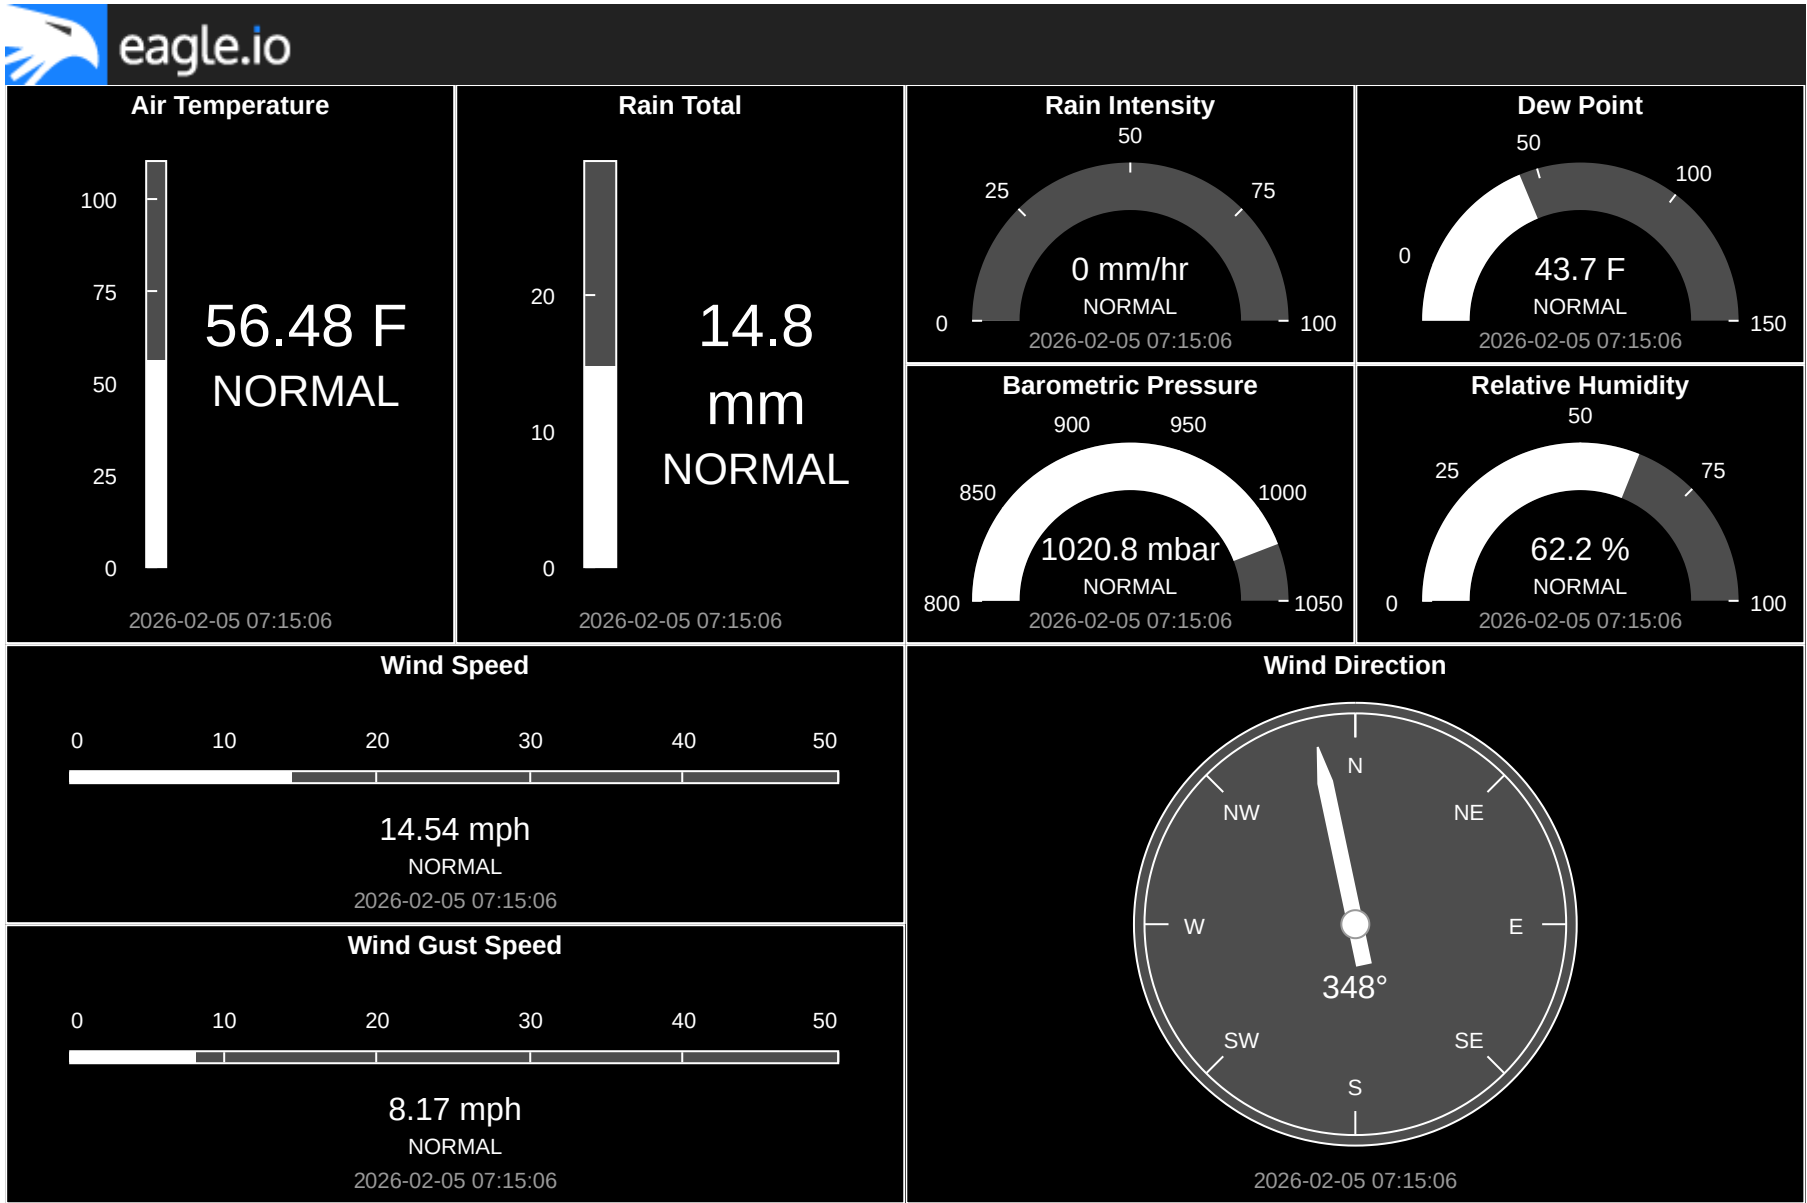 eagle.io
Air Temperature
100
75
50
25
0
56.48 F
NORMAL
2026-02-05 07:15:06
Rain Total
20
10
0
14.8
mm
NORMAL
2026-02-05 07:15:06
Rain Intensity
0
25
50
75
100
0 mm/hr
NORMAL
2026-02-05 07:15:06
Dew Point
0
50
100
150
43.7 F
NORMAL
2026-02-05 07:15:06
Barometric Pressure
800
850
900
950
1000
1050
1020.8 mbar
NORMAL
2026-02-05 07:15:06
Relative Humidity
0
25
50
75
100
62.2 %
NORMAL
2026-02-05 07:15:06
Wind Speed
0 10 20 30 40 50
14.54 mph
NORMAL
2026-02-05 07:15:06
Wind Gust Speed
0 10 20 30 40 50
8.17 mph
NORMAL
2026-02-05 07:15:06
Wind Direction
N
NW NE
W E
348°
SW SE
S
2026-02-05 07:15:06